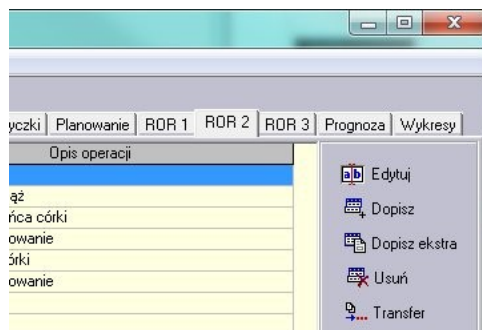 yczki Planowanie ROR 1 ROR 2 ROR 3 Prognoza Wykresy
Opis operacji
ąż
ńca córki
owanie
órki
owanie
Edytuj
Dopisz
Dopisz ekstra
Usuń
Transfer